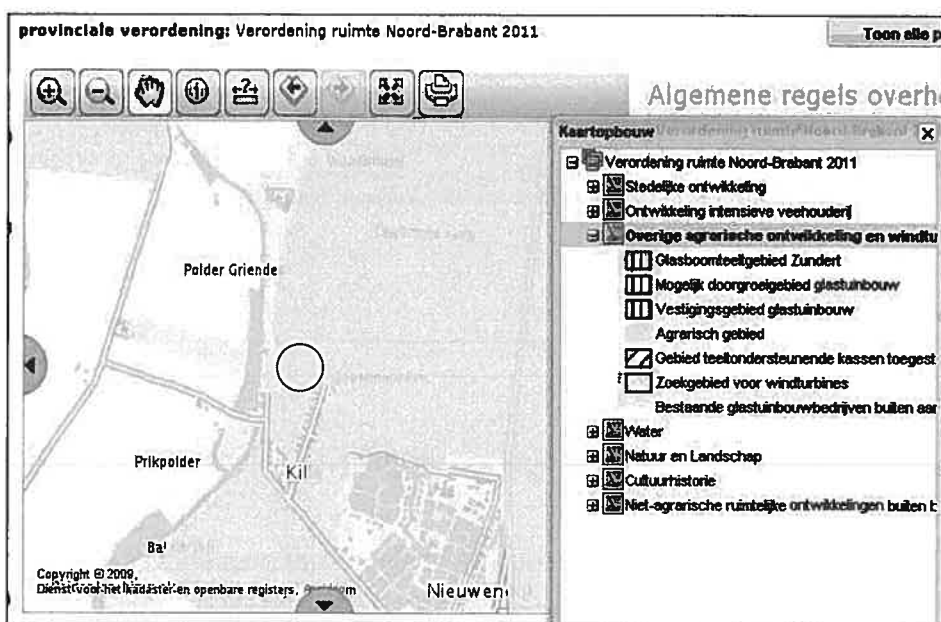 provinciale verordening: Verordening ruimte Noord-Brabant 2011
Toon alle p
Algemene regels overh
Kaartopbouw
Verordening ruimte Noord-Brabant 2011
Stedelijke ontwikkeling
Ontwikkeling intensieve veehouderij
Overige agrarische ontwikkeling en windtu
Glasboomteeltgebied Zundert
Mogelijk doorgroeigebied glastuinbouw
Vestigingsgebied glastuinbouw
Agrarisch gebied
Gebied teeltondersteunende kassen toegest
Zoekgebied voor windturbines
Bestaande glastuinbouwbedrijven buiten aan
Water
Natuur en Landschap
Cultuurhistorie
Niet-agrarische ruimtelijke ontwikkelingen buiten b
Polder Griende
Prikpolder
Kil
Bal
Nieuwen
Copyright © 2009,
Dienst voor het kadaster en openbare registers,